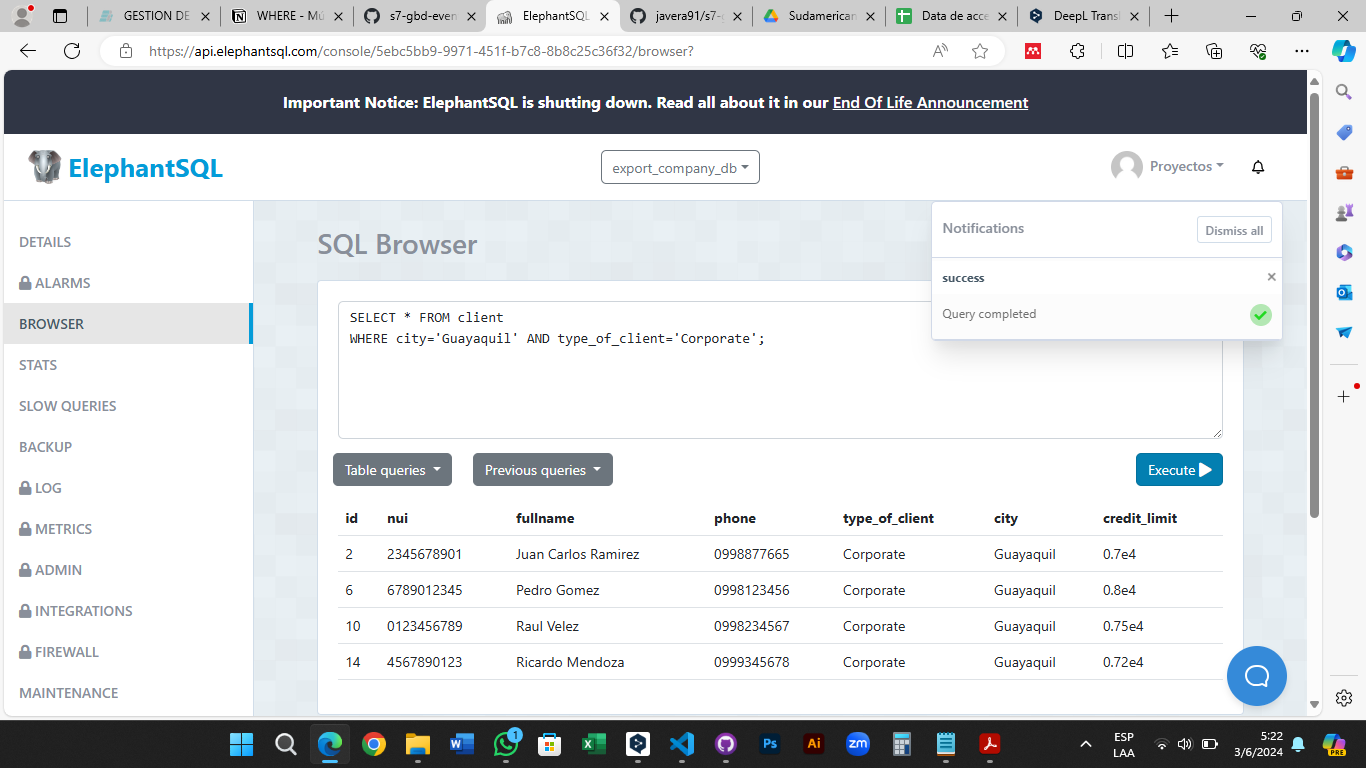 GESTION DE
WHERE - Mú
s7-gbd-even
ElephantSQL
javera91/s7-
Sudamerican
Data de acce
DeepL Transl
https://api.elephantsql.com/console/5ebc5bb9-9971-451f-b7c8-8b8c25c36f32/browser?
Important Notice: ElephantSQL is shutting down. Read all about it in our End Of Life Announcement
ElephantSQL
export_company_db
Proyectos
DETAILS
ALARMS
BROWSER
STATS
SLOW QUERIES
BACKUP
LOG
METRICS
ADMIN
INTEGRATIONS
FIREWALL
MAINTENANCE
SQL Browser
Notifications
Dismiss all
success
Query completed
SELECT * FROM client
WHERE city='Guayaquil' AND type_of_client='Corporate';
Table queries
Previous queries
Execute
id nui fullname phone type_of_client city credit_limit
2 2345678901 Juan Carlos Ramirez 0998877665 Corporate Guayaquil 0.7e4
6 6789012345 Pedro Gomez 0998123456 Corporate Guayaquil 0.8e4
10 0123456789 Raul Velez 0998234567 Corporate Guayaquil 0.75e4
14 4567890123 Ricardo Mendoza 0999345678 Corporate Guayaquil 0.72e4
1
Ps
Ai
zm
ESP
LAA
5:22
3/6/2024
PRE